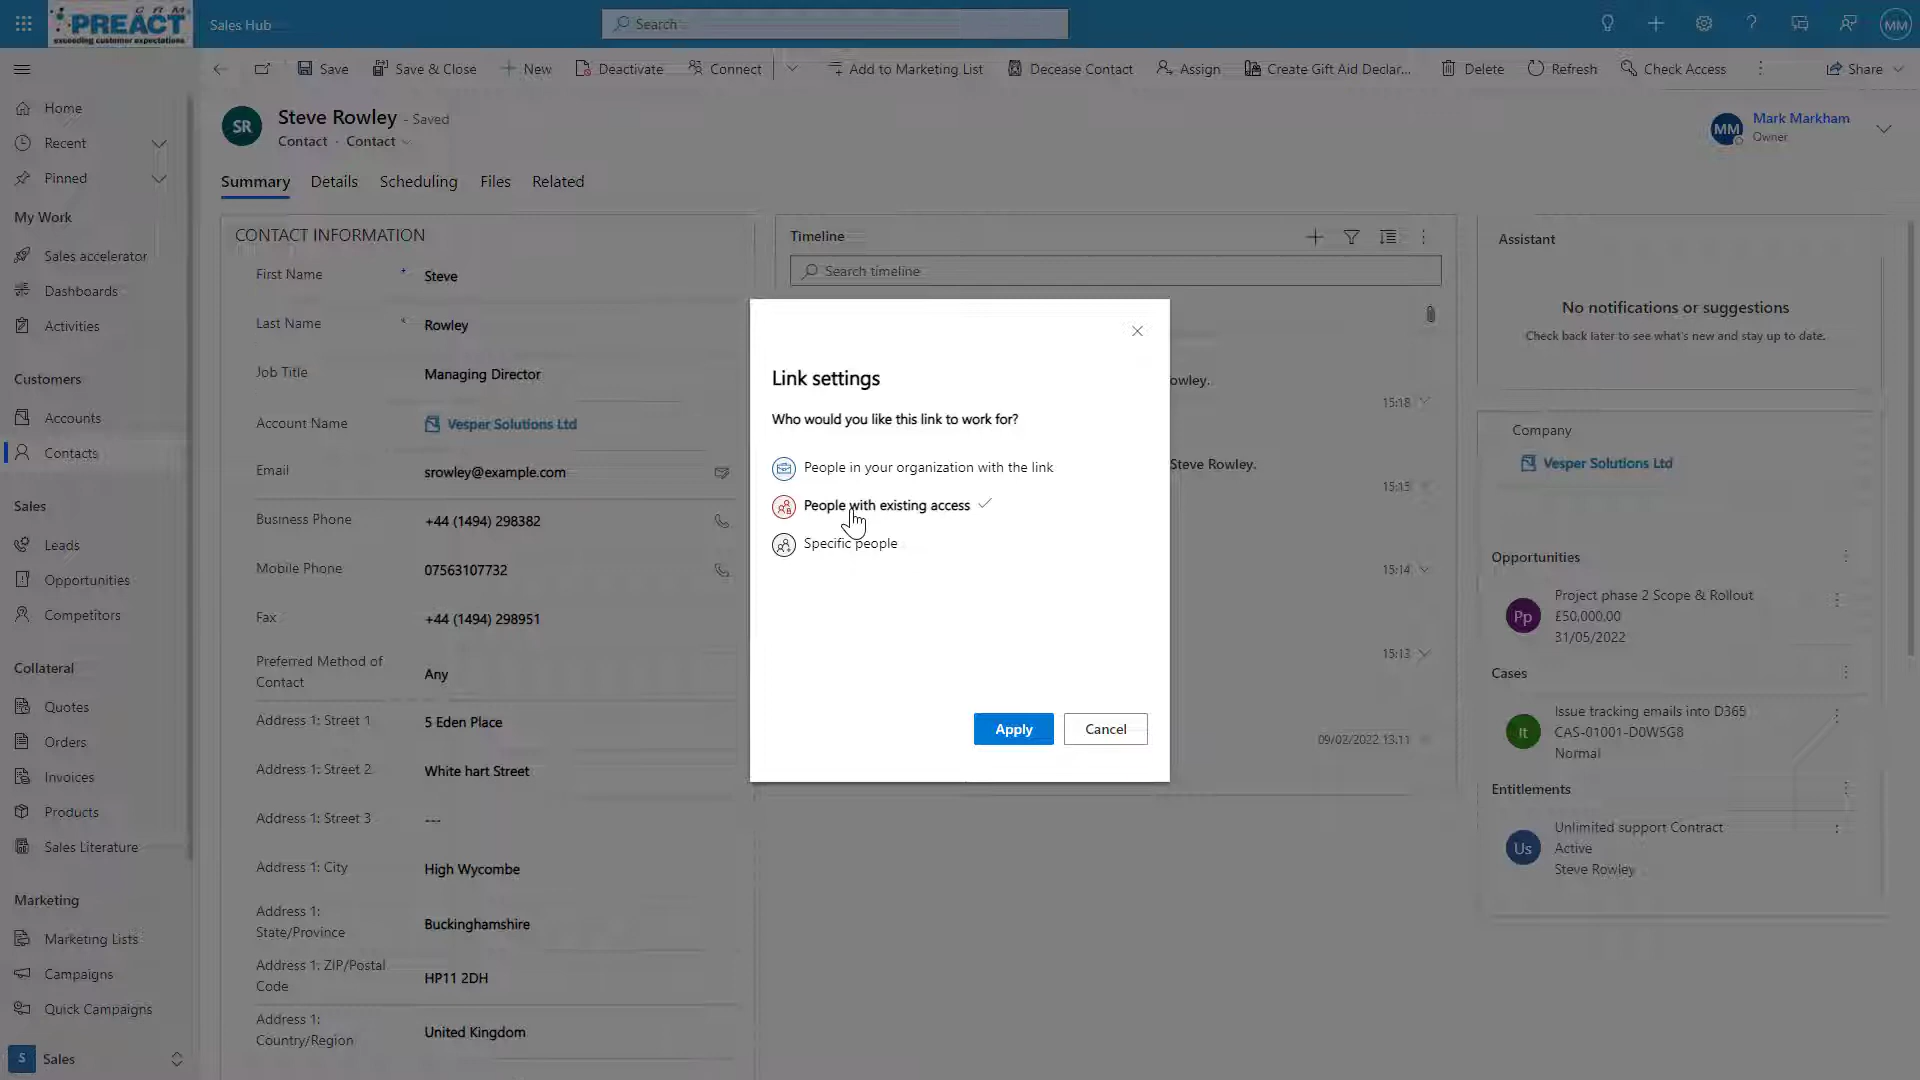 CRM
PREACT
exceeding customer expectations
Sales Hub
Search
MM
Save
Save & Close
New
Deactivate
Connect
Add to Marketing List
Decease Contact
Assign
Create Gift Aid Declar...
Delete
Refresh
Check Access
Share
Home
Recent
Pinned
My Work
Sales accelerator
Dashboards
Activities
Customers
Accounts
Contacts
Sales
Leads
Opportunities
Competitors
Collateral
Quotes
Orders
Invoices
Products
Sales Literature
Marketing
Marketing Lists
Campaigns
Quick Campaigns
S Sales
SR
Steve Rowley - Saved
Contact · Contact
MM
Mark Markham
Owner
Summary
Details
Scheduling
Files
Related
CONTACT INFORMATION
First Name * Steve
Last Name * Rowley
Job Title Managing Director
Account Name Vesper Solutions Ltd
Email srowley@example.com
Business Phone +44 (1494) 298382
Mobile Phone 07563107732
Fax +44 (1494) 298951
Preferred Method of
Contact
Any
Address 1: Street 1 5 Eden Place
Address 1: Street 2 White hart Street
Address 1: Street 3 ---
Address 1: City High Wycombe
Address 1:
State/Province
Buckinghamshire
Address 1: ZIP/Postal
Code
HP11 2DH
Address 1:
Country/Region
United Kingdom
Timeline
Search timeline
owley.
15:18
Steve Rowley.
15:15
15:14
15:13
09/02/2022 13:11
Link settings
Who would you like this link to work for?
People in your organization with the link
People with existing access
Specific people
Apply
Cancel
Assistant
No notifications or suggestions
Check back later to see what's new and stay up to date.
Company
Vesper Solutions Ltd
Opportunities
Pp
Project phase 2 Scope & Rollout
£50,000.00
31/05/2022
Cases
It
Issue tracking emails into D365
CAS-01001-D0W5G8
Normal
Entitlements
Us
Unlimited support Contract
Active
Steve Rowley